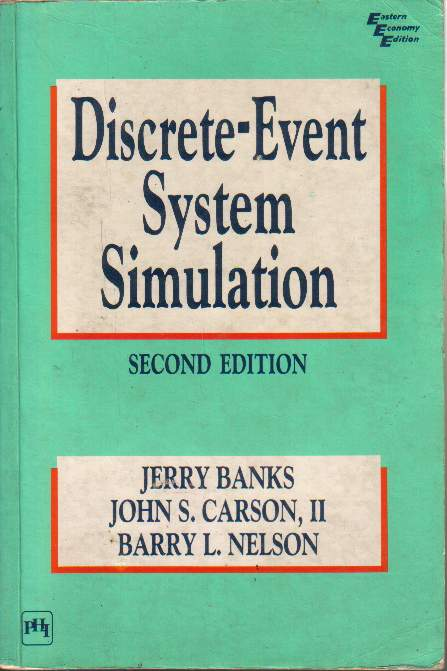 Eastern
Economy
Edition
Discrete-Event
System
Simulation
SECOND EDITION
JERRY BANKS
JOHN S. CARSON, II
BARRY L. NELSON
PHI